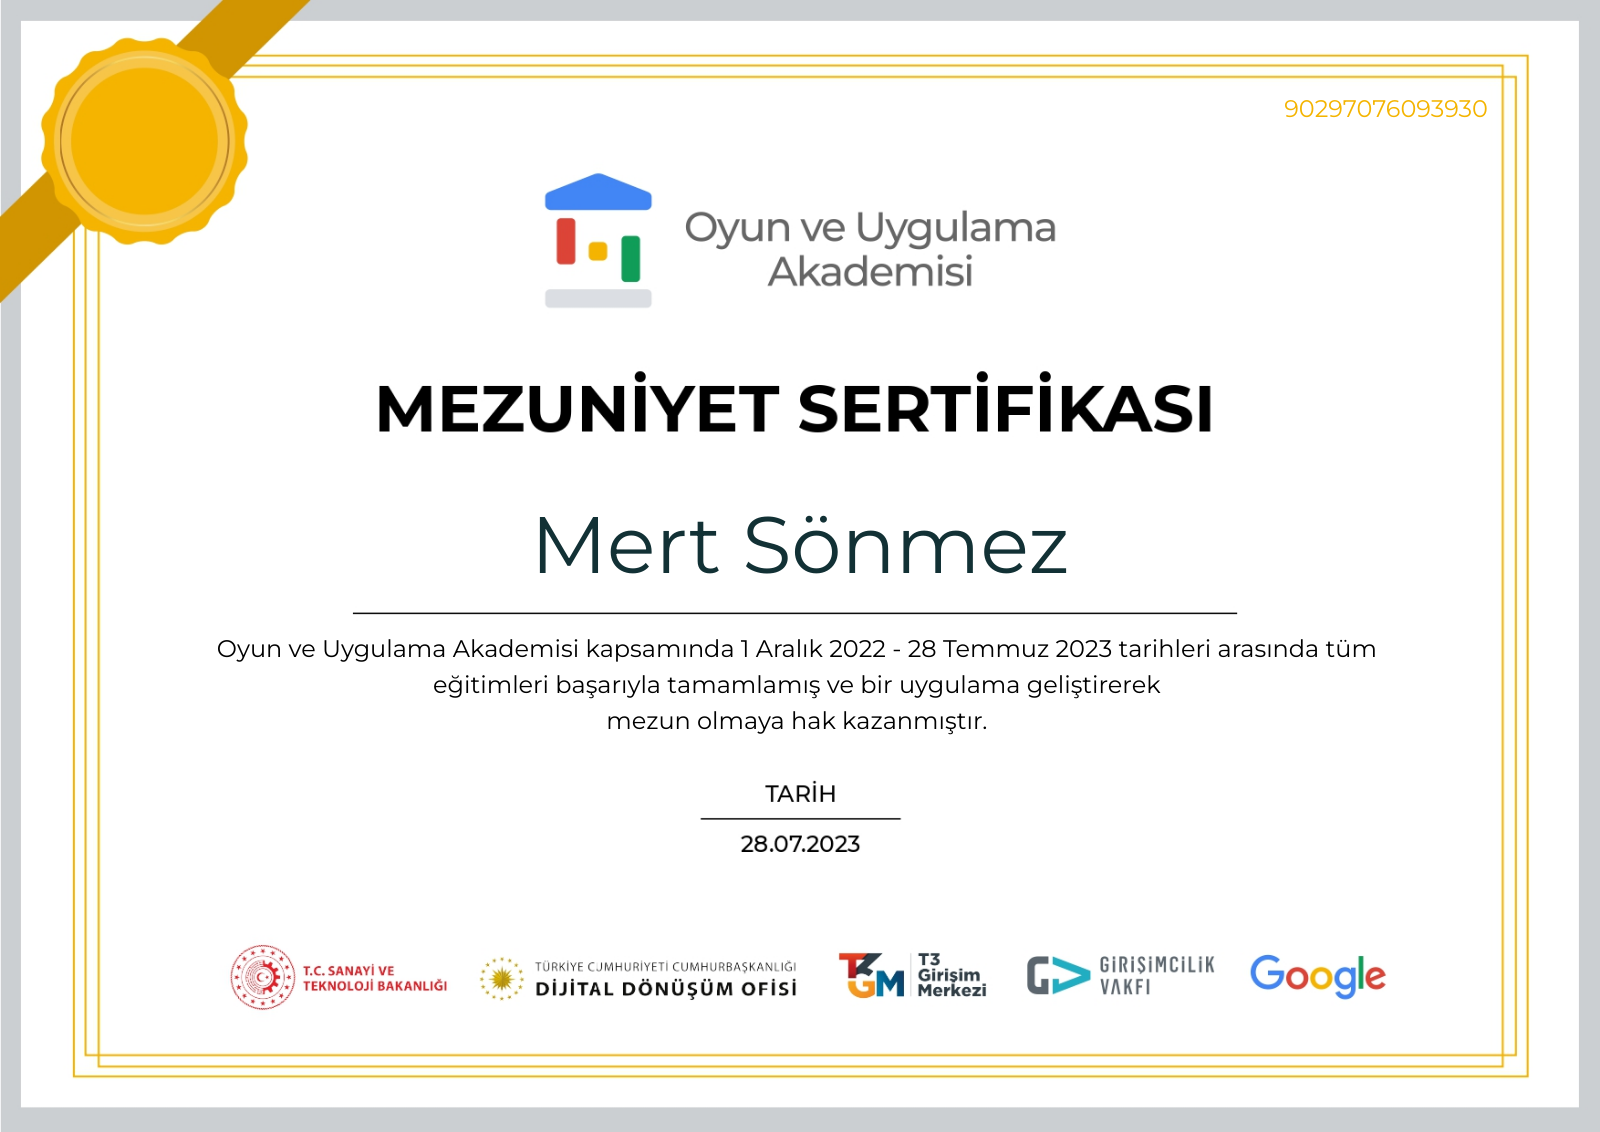 90297076093930
Oyun ve Uygulama
Akademisi
MEZUNİYET SERTİFİKASI
Mert Sönmez
Oyun ve Uygulama Akademisi kapsamında 1 Aralık 2022 - 28 Temmuz 2023 tarihleri arasında tüm
eğitimleri başarıyla tamamlamış ve bir uygulama geliştirerek
mezun olmaya hak kazanmıştır.
TARİH
28.07.2023
T.C. SANAYİ VE
TEKNOLOJİ BAKANLIĞI
TÜRKİYE CUMHURİYETİ CUMHURBAŞKANLIĞI
DİJİTAL DÖNÜŞÜM OFİSİ
T3GM
T3
Girişim
Merkezi
GİRİŞİMCİLİK
VAKFI
Google